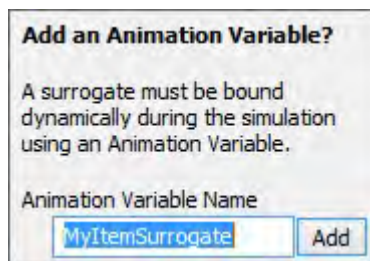 Add an Animation Variable?
A surrogate must be bound
dynamically during the simulation
using an Animation Variable.
Animation Variable Name
MyItemSurrogate Add